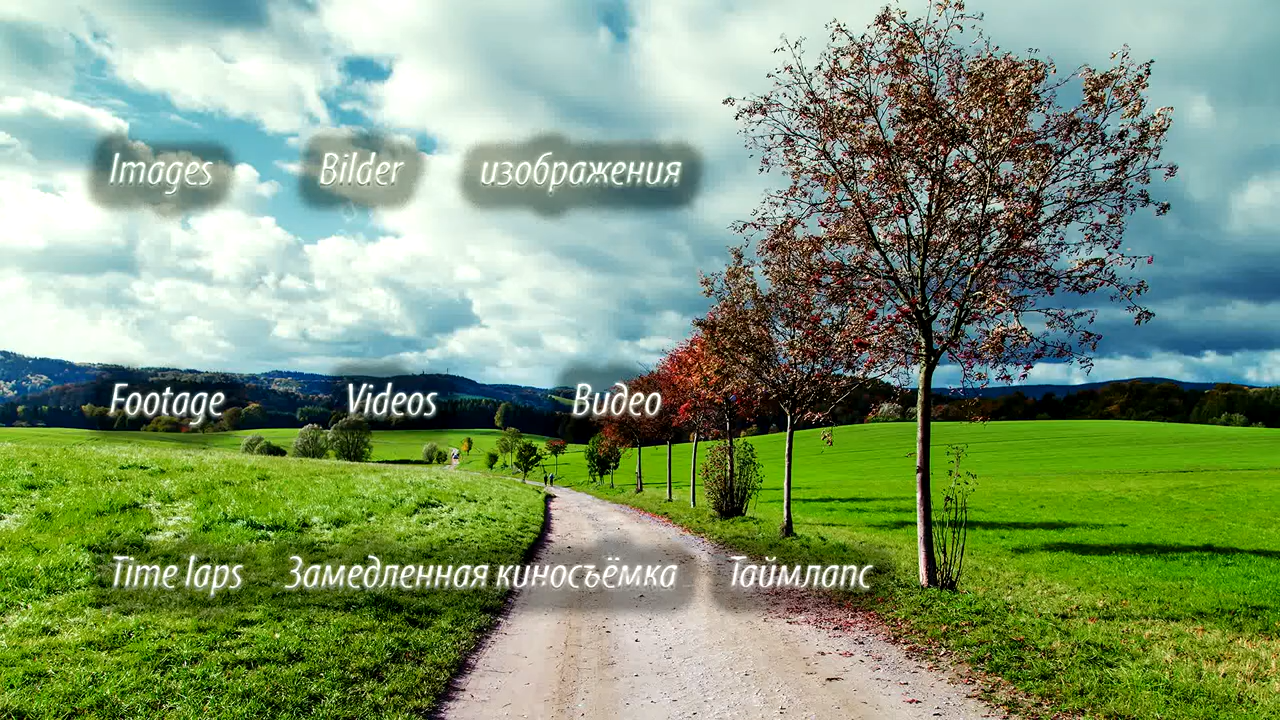 Images Bilder изображения
Footage Videos Видео
Time laps Замедленная киносъёмка Таймлапс